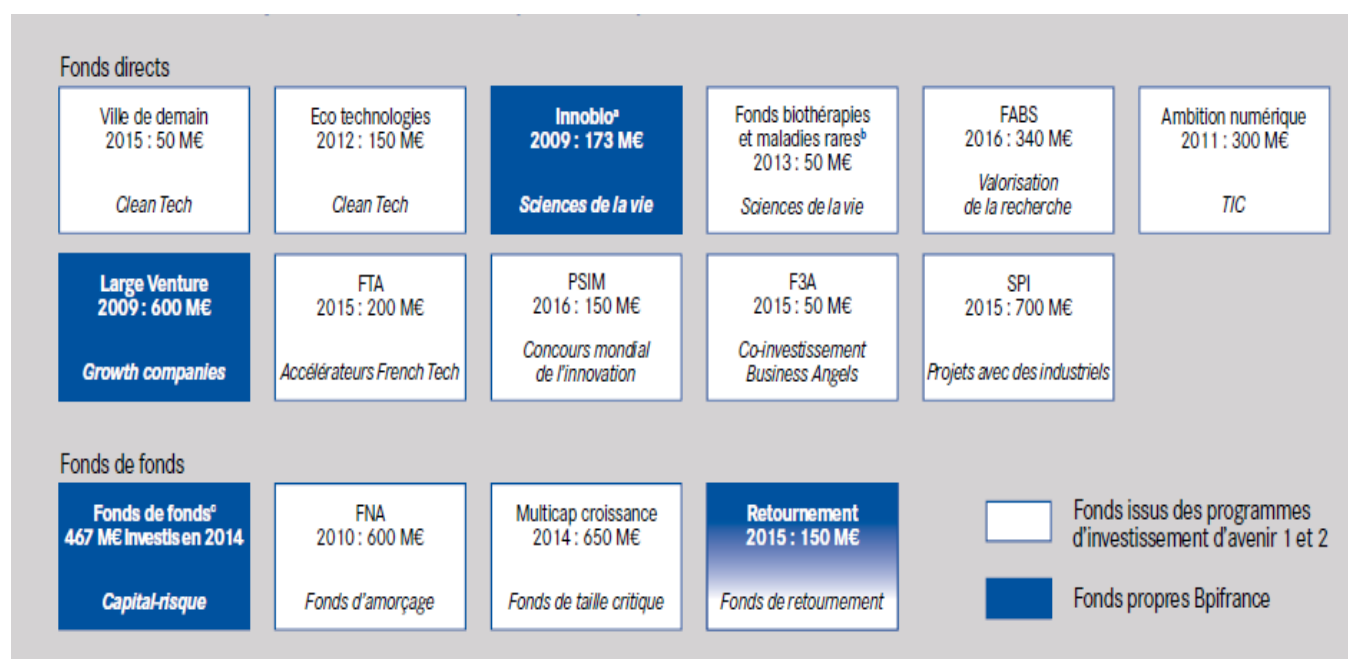 Fonds directs
Ville de demain
2015 : 50 M€
Clean Tech
Eco technologies
2012 : 150 M€
Clean Tech
Innobioᵃ
2009 : 173 M€
Sciences de la vie
Fonds biothérapies
et maladies raresᵇ
2013 : 50 M€
Sciences de la vie
FABS
2016 : 340 M€
Valorisation
de la recherche
Ambition numérique
2011 : 300 M€
TIC
Large Venture
2009 : 600 M€
Growth companies
FTA
2015 : 200 M€
Accélérateurs French Tech
PSIM
2016 : 150 M€
Concours mondial
de l'innovation
F3A
2015 : 50 M€
Co-investissement
Business Angels
SPI
2015 : 700 M€
Projets avec des industriels
Fonds de fonds
Fonds de fondsᶜ
467 M€ Investis en 2014
Capital-risque
FNA
2010 : 600 M€
Fonds d'amorçage
Multicap croissance
2014 : 650 M€
Fonds de taille critique
Retournement
2015 : 150 M€
Fonds de retournement
Fonds issus des programmes
d'investissement d'avenir 1 et 2
Fonds propres Bpifrance